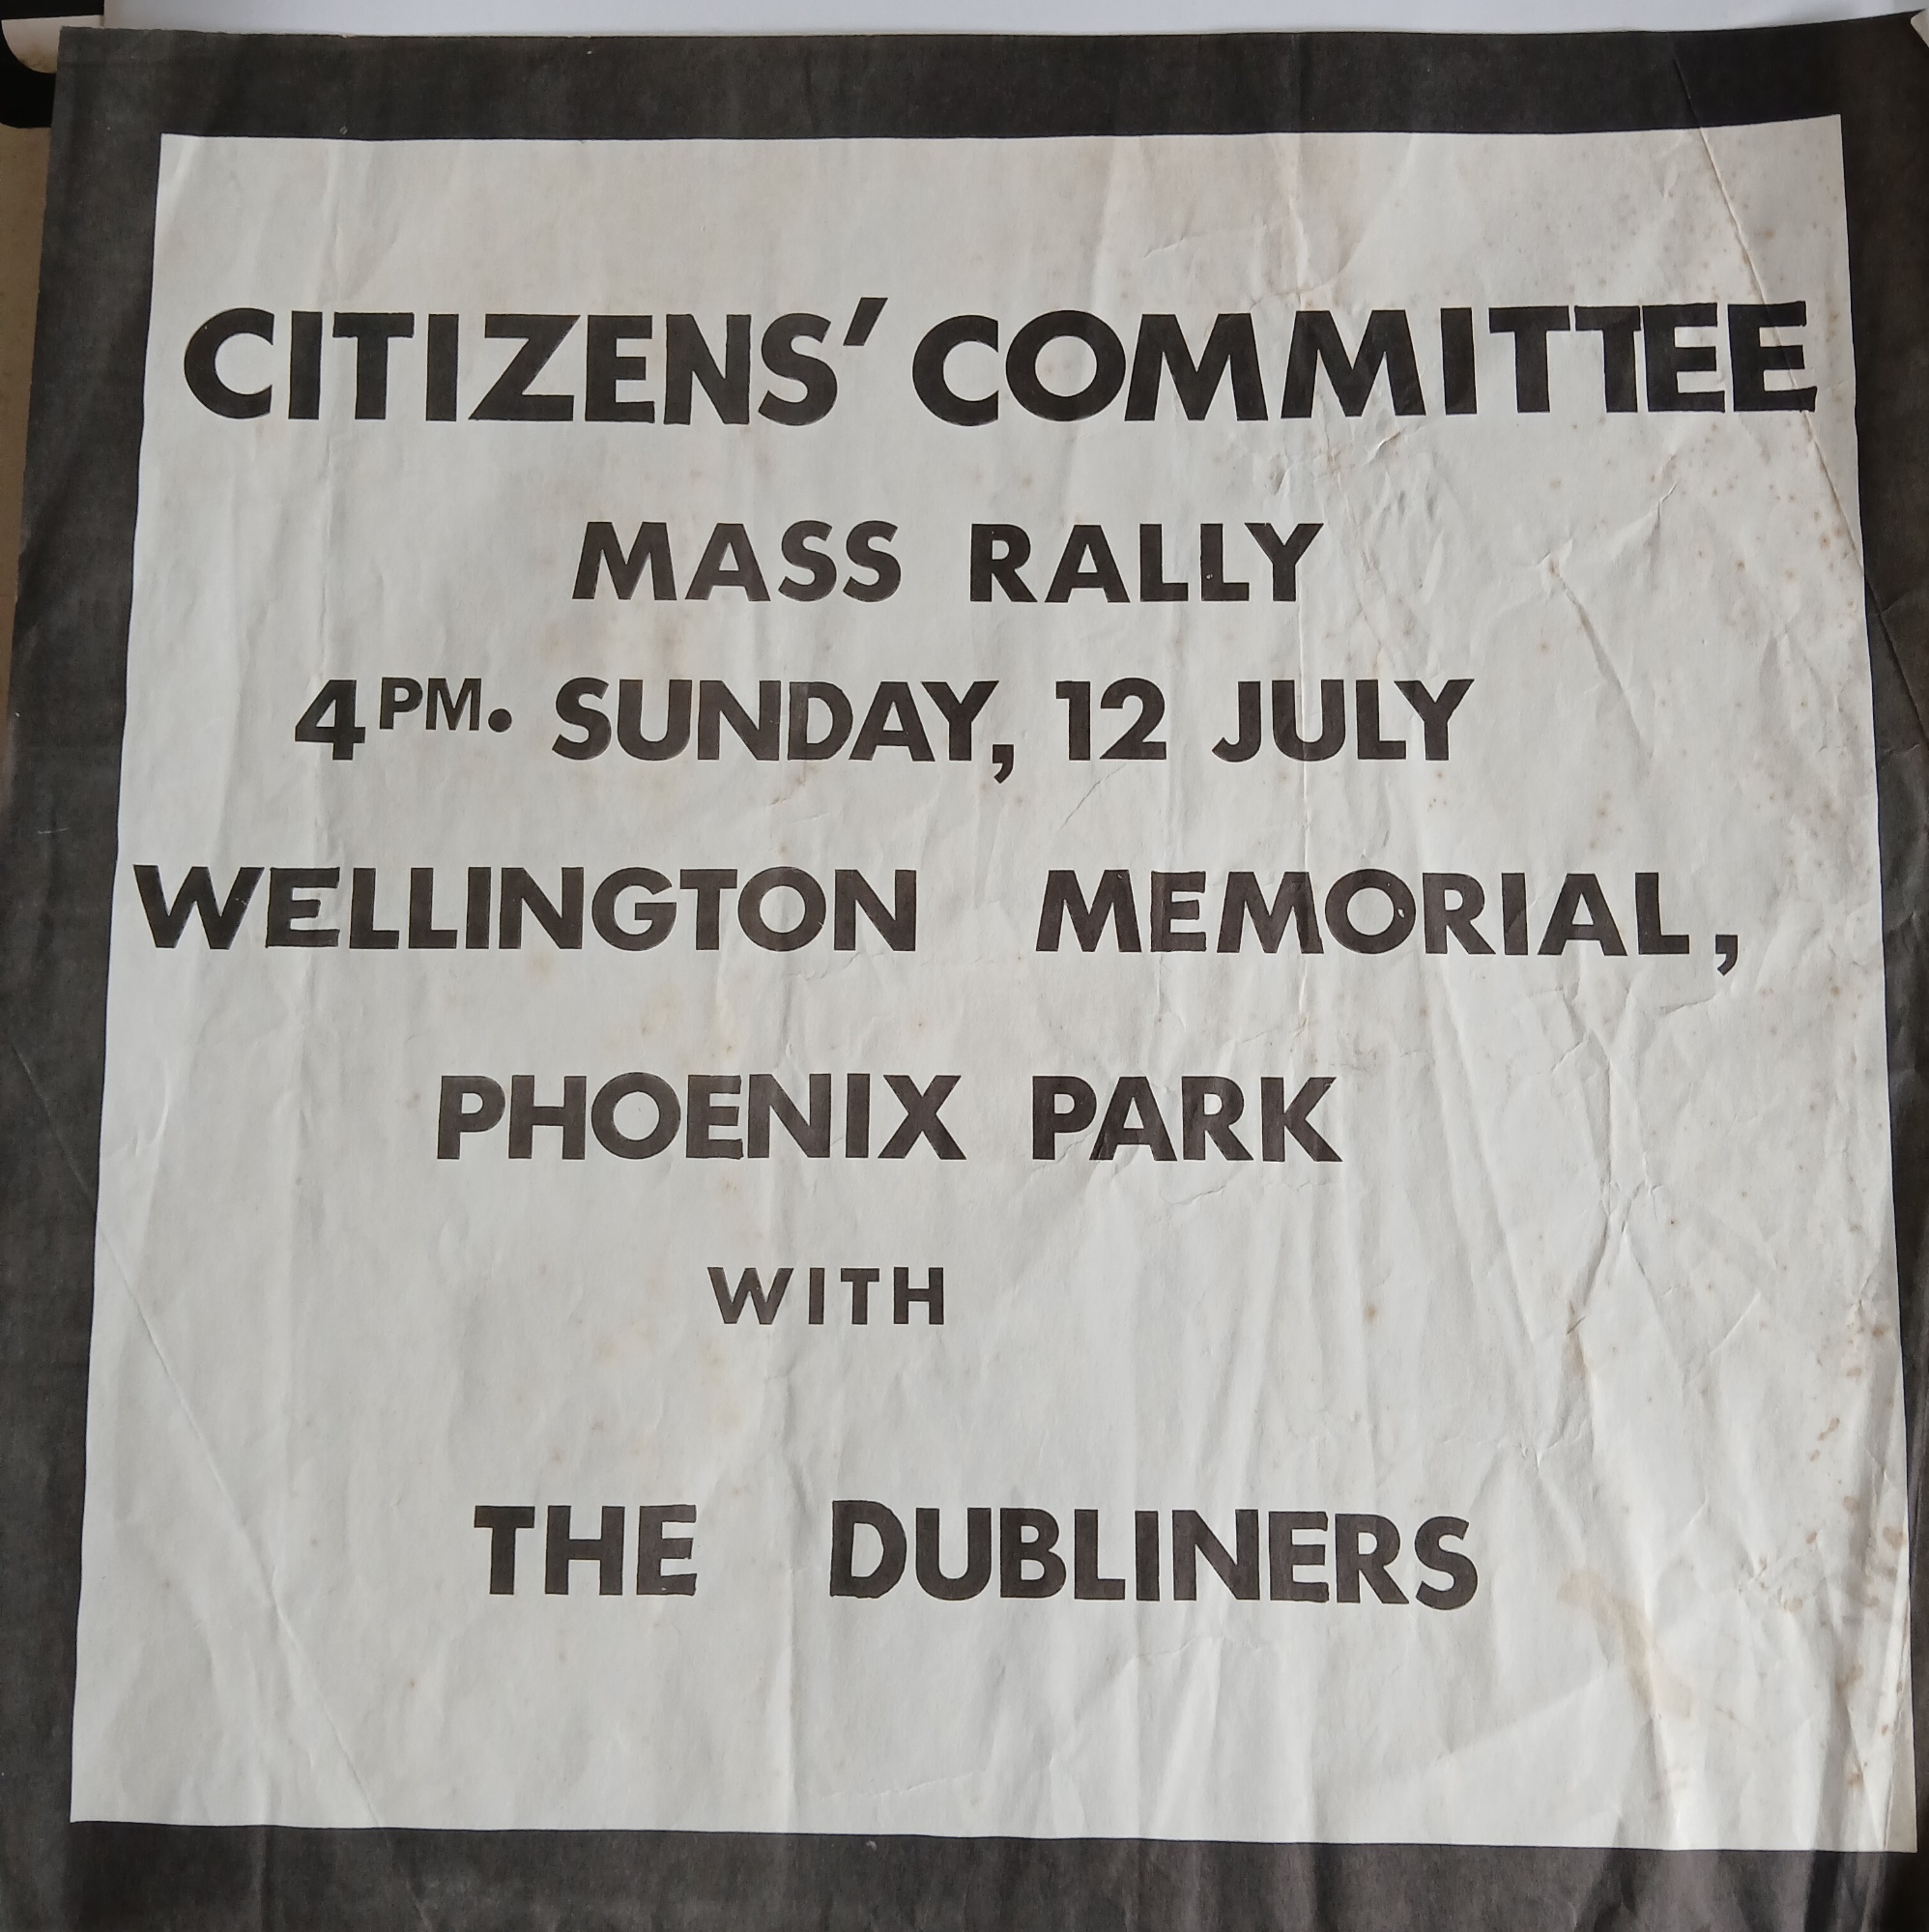 CITIZENS' COMMITTEE
MASS RALLY
4PM. SUNDAY, 12 JULY
WELLINGTON MEMORIAL,
PHOENIX PARK
WITH
THE DUBLINERS